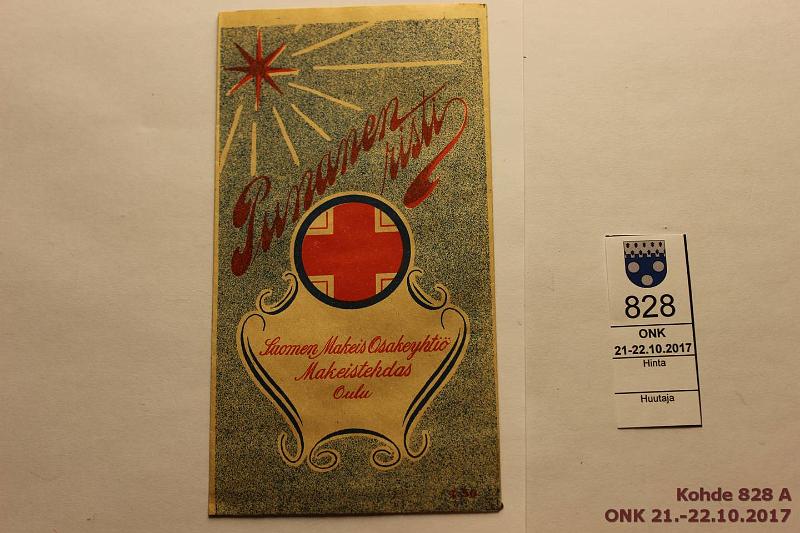 Punanen
risti
Suomen Makeis Osakeyhtiö
Makeistehdas
Oulu
828
ONK
21-22.10.2017
Hinta
Huutaja
Kohde 828 A
ONK 21.-22.10.2017